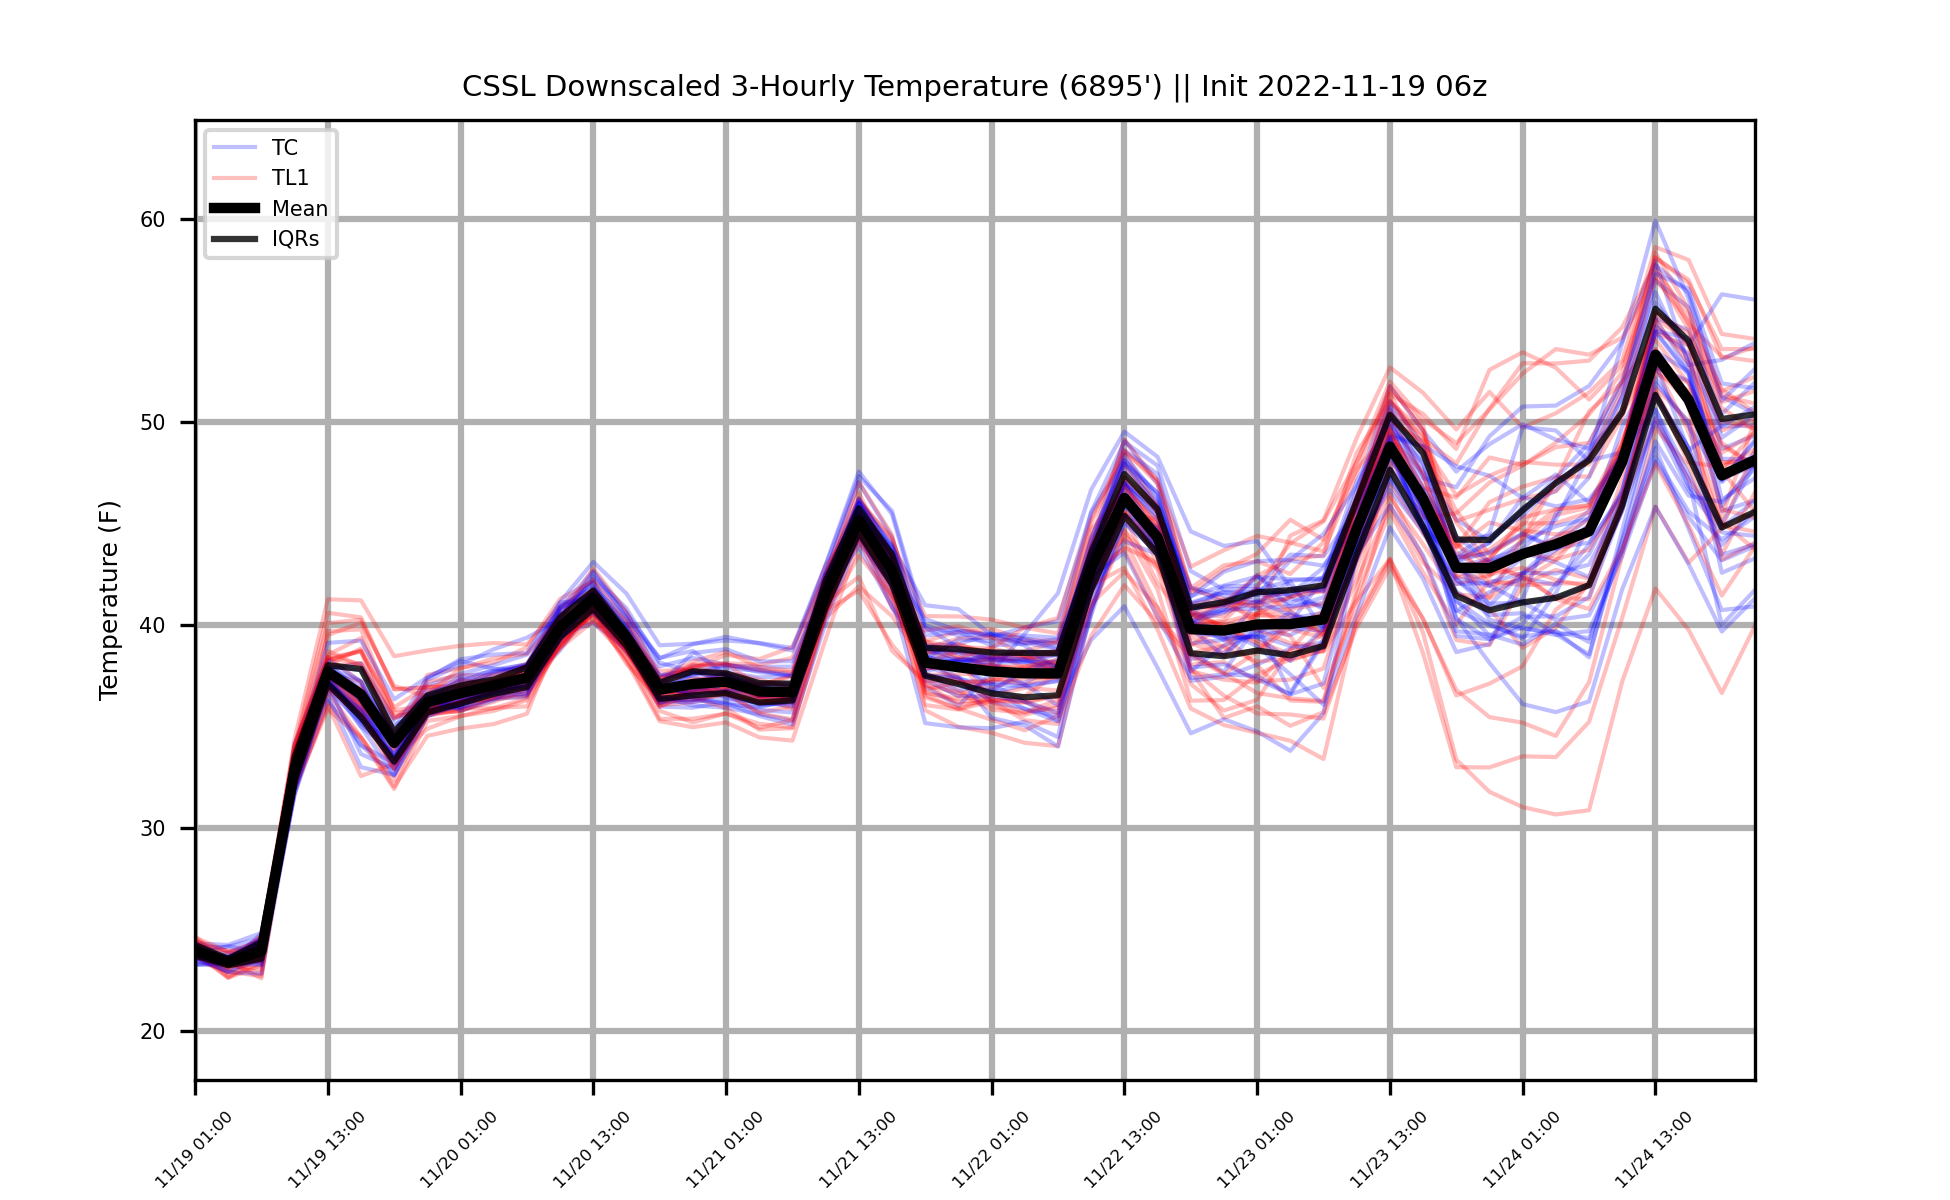 CSSL Downscaled 3-Hourly Temperature (6895') || Init 2022-11-19 06z
TC
TL1
Mean
IQRs
Temperature (F)
60
50
40
30
20
11/19 01:00
11/19 13:00
11/20 01:00
11/20 13:00
11/21 01:00
11/21 13:00
11/22 01:00
11/22 13:00
11/23 01:00
11/23 13:00
11/24 01:00
11/24 13:00